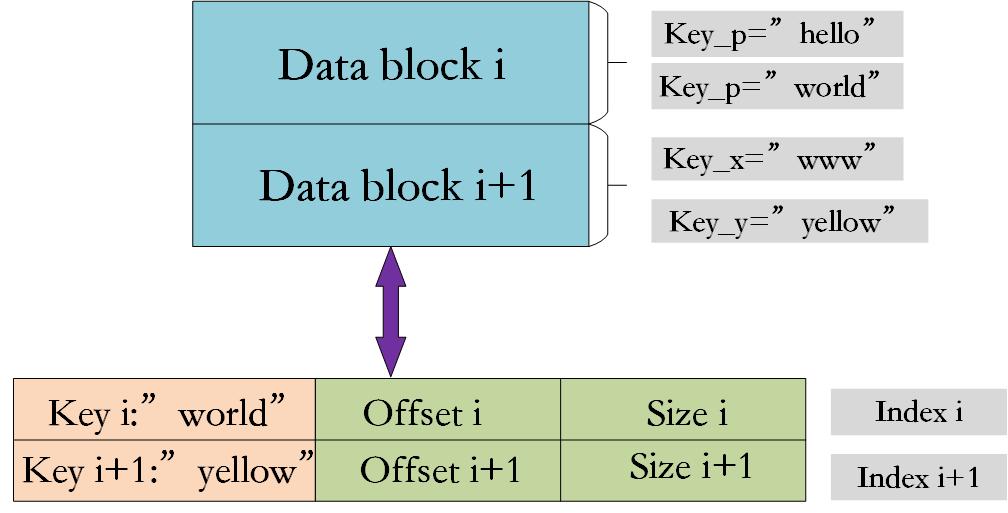 Data block i
Key_p=” hello”
Key_p=” world”
Data block i+1
Key_x=” www”
Key_y=” yellow”
Key i:” world” Offset i Size i Index i
Key i+1:” yellow” Offset i+1 Size i+1 Index i+1